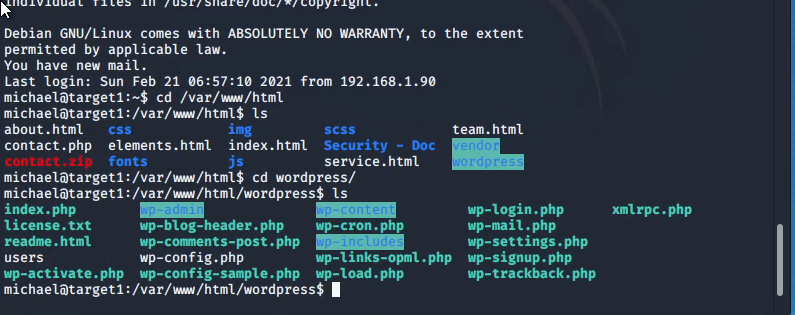 individual files in /usr/share/doc/*/copyright.
Debian GNU/Linux comes with ABSOLUTELY NO WARRANTY, to the extent
permitted by applicable law.
You have new mail.
Last login: Sun Feb 21 06:57:10 2021 from 192.168.1.90
michael@target1:~$ cd /var/www/html
michael@target1:/var/www/html$ ls
about.html css img scss team.html
contact.php elements.html index.html Security - Doc vendor
contact.zip fonts js service.html wordpress
michael@target1:/var/www/html$ cd wordpress/
michael@target1:/var/www/html/wordpress$ ls
index.php wp-admin wp-content wp-login.php xmlrpc.php
license.txt wp-blog-header.php wp-cron.php wp-mail.php
readme.html wp-comments-post.php wp-includes wp-settings.php
users wp-config.php wp-links-opml.php wp-signup.php
wp-activate.php wp-config-sample.php wp-load.php wp-trackback.php
michael@target1:/var/www/html/wordpress$